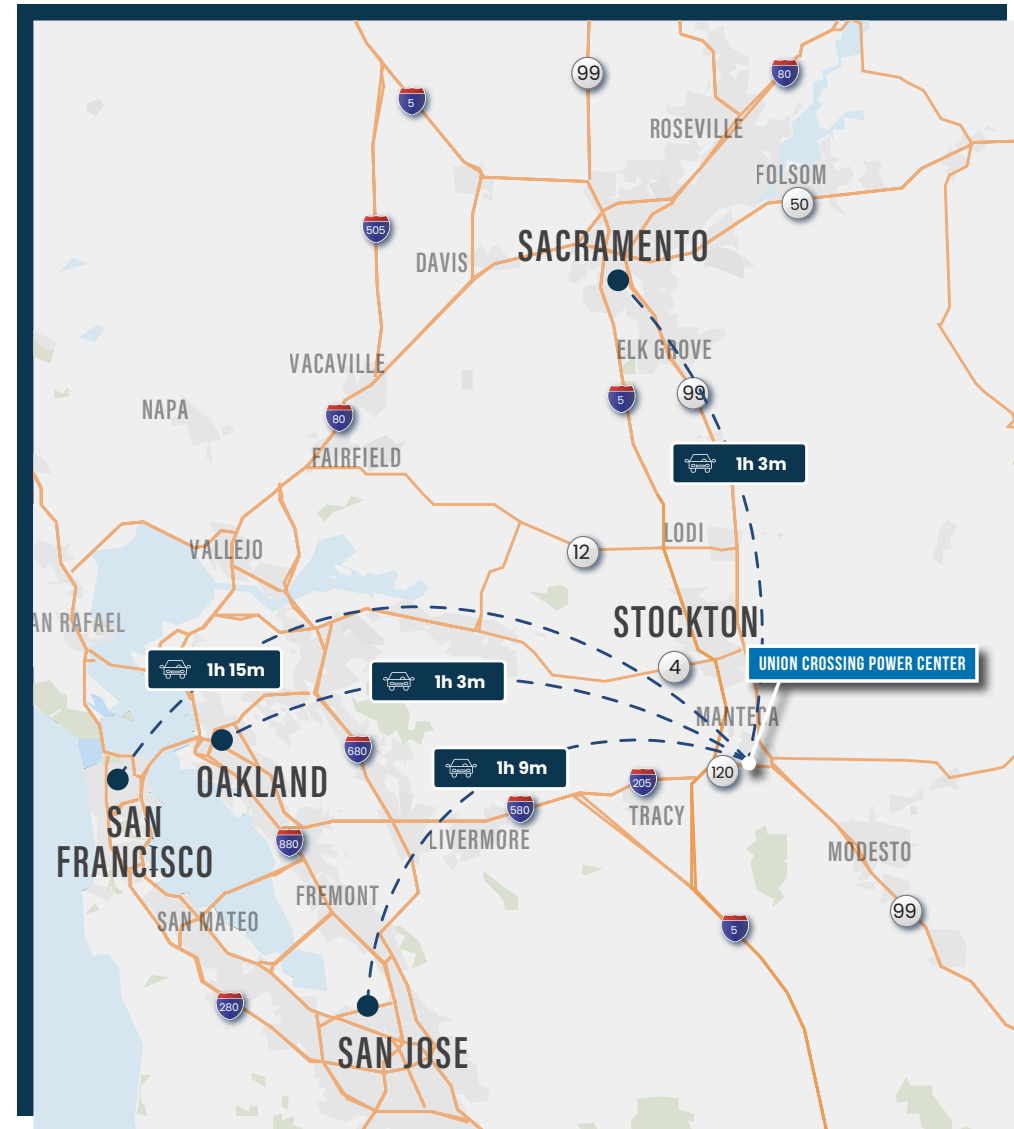 99
80
5
ROSEVILLE
FOLSOM
50
505
SACRAMENTO
DAVIS
ELK GROVE
VACAVILLE
99
5
NAPA
80
FAIRFIELD
1h 3m
LODI
12
VALLEJO
STOCKTON
AN RAFAEL
4
UNION CROSSING POWER CENTER
1h 15m
1h 3m
MANTECA
680
1h 9m
120
205
OAKLAND
580
TRACY
SAN
FRANCISCO
880
LIVERMORE
MODESTO
FREMONT
99
SAN MATEO
5
280
SAN JOSE